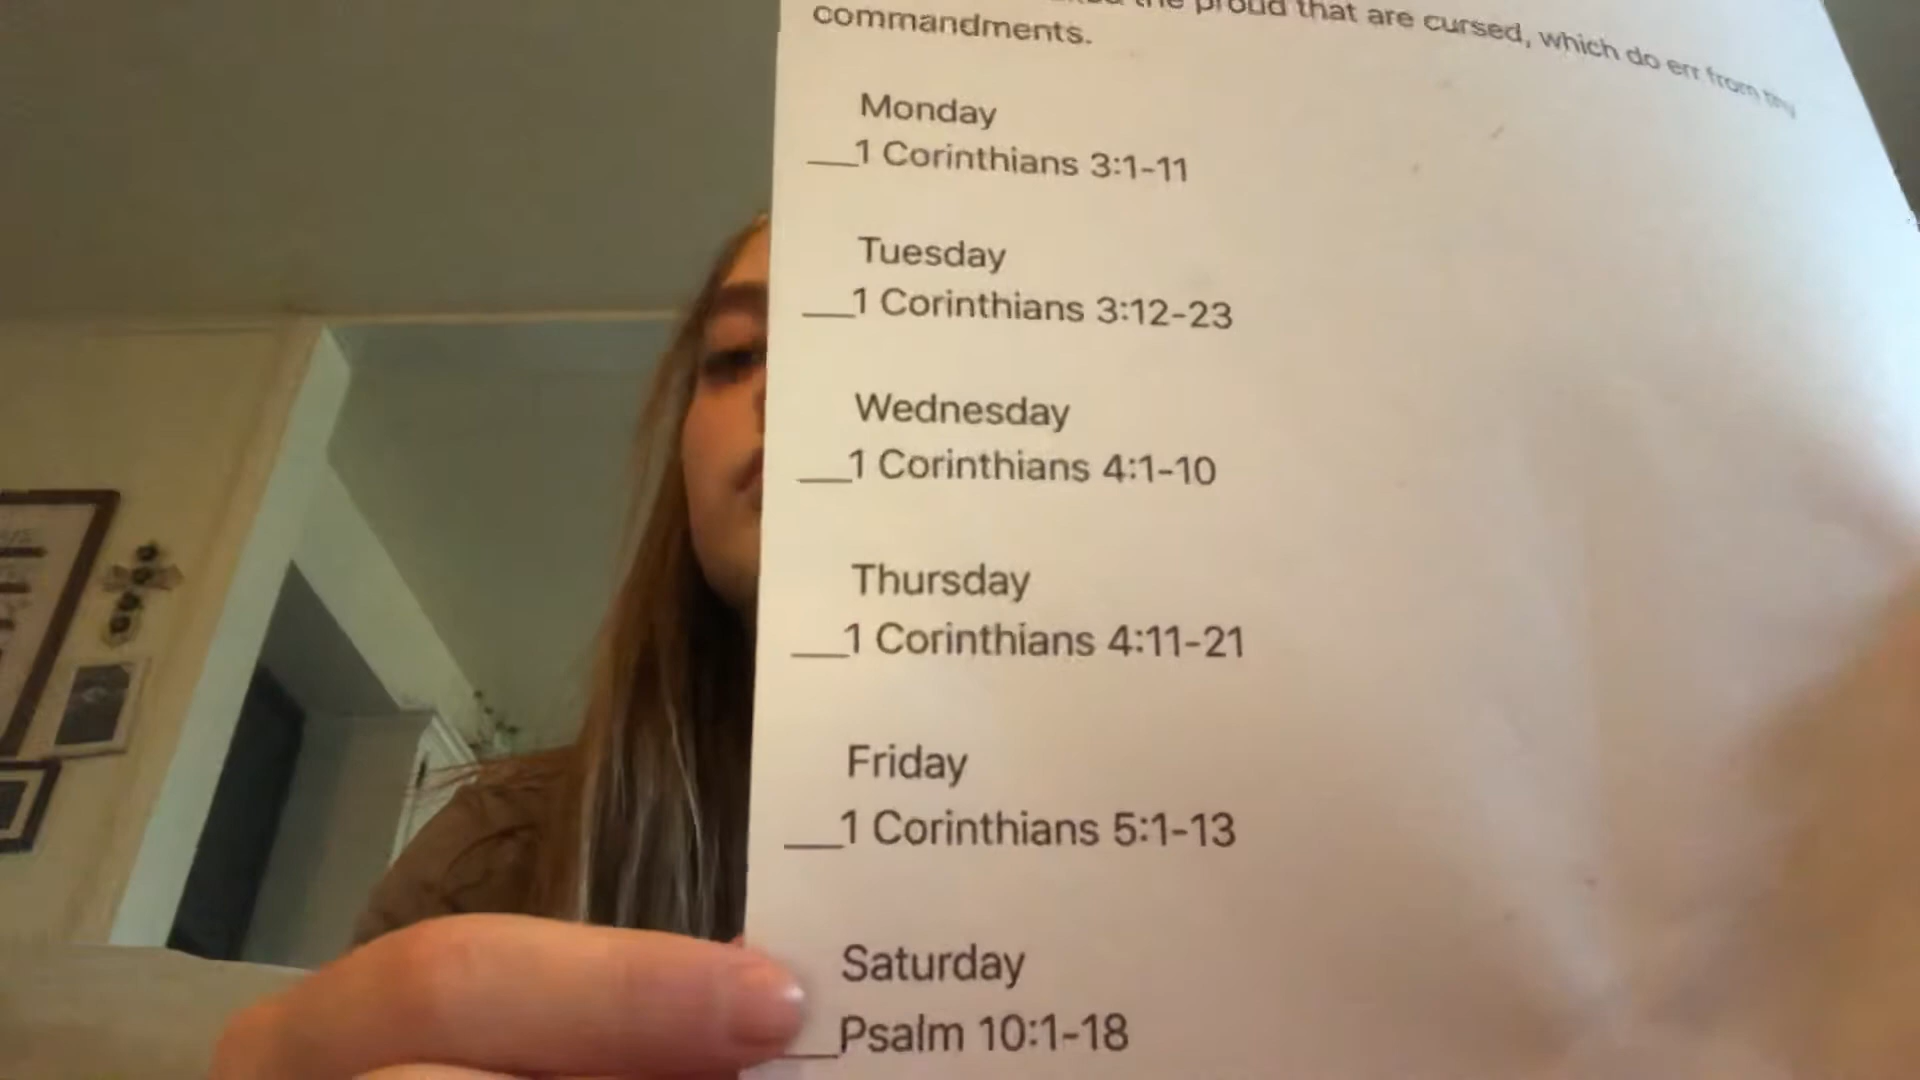 the proud that are cursed, which do err from thy
commandments.
Monday
___1 Corinthians 3:1-11
Tuesday
___1 Corinthians 3:12-23
Wednesday
___1 Corinthians 4:1-10
Thursday
___1 Corinthians 4:11-21
Friday
___1 Corinthians 5:1-13
Saturday
___Psalm 10:1-18